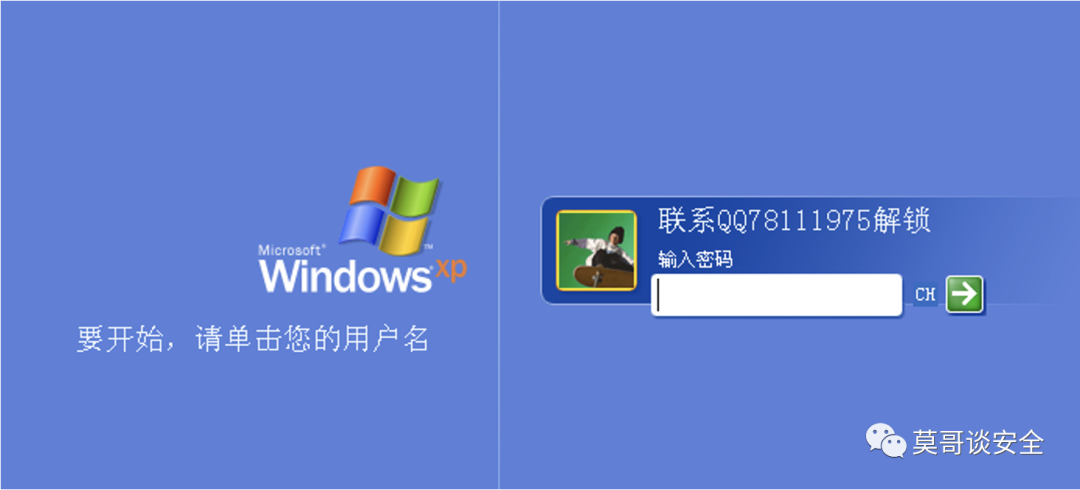 Microsoft®
Windows® xp™
要开始，请单击您的用户名
联系QQ78111975解锁
输入密码
CH
莫哥谈安全